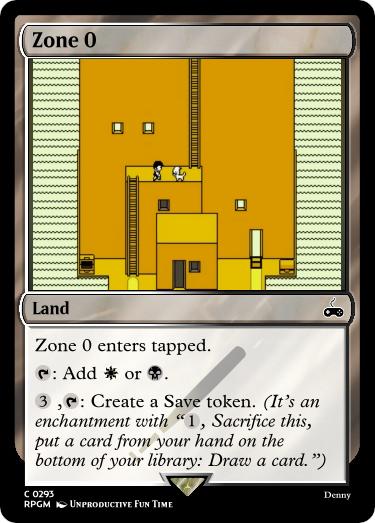 Zone 0
Land
Zone 0 enters tapped.
: Add or .
3 ,: Create a Save token. (It's an
enchantment with "1, Sacrifice this,
put a card from your hand on the
bottom of your library: Draw a card.")
C 0293
RPGM Unproductive Fun Time
Denny